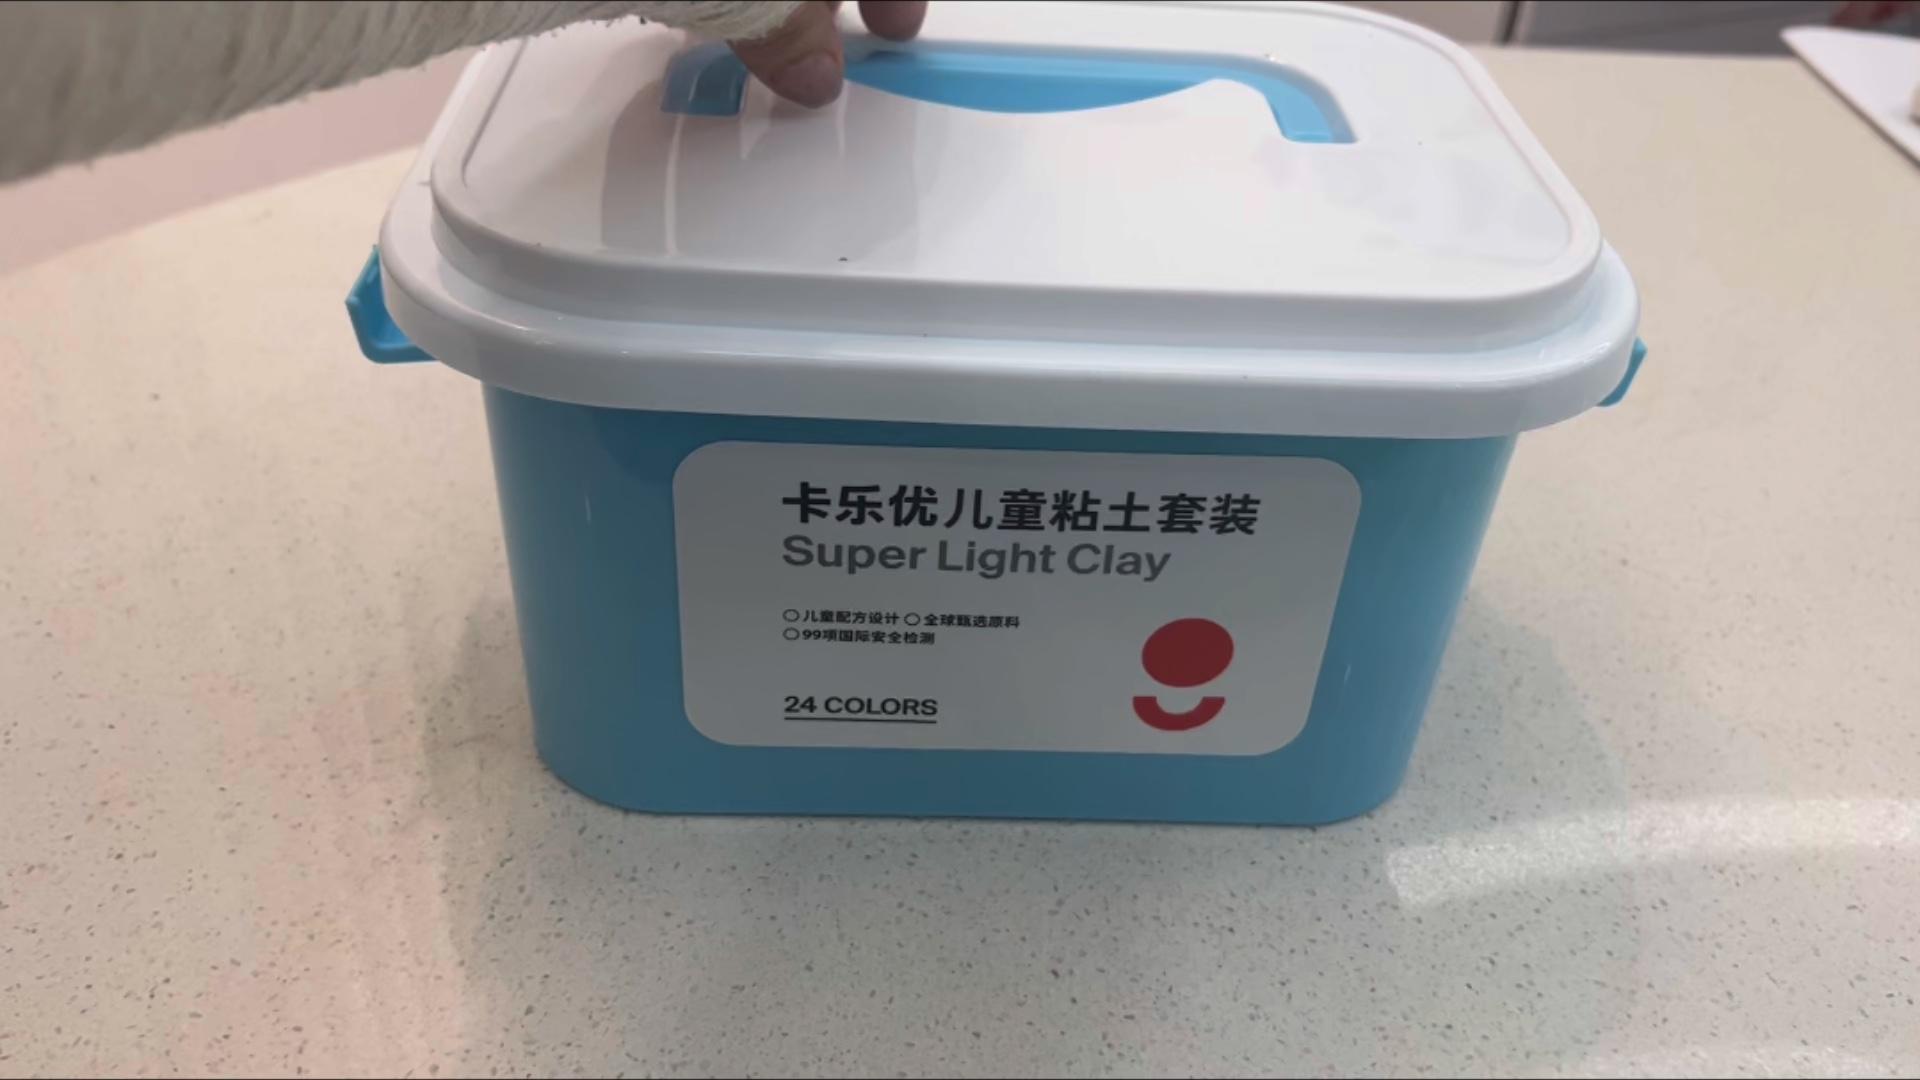 卡乐优儿童粘土套装
Super Light Clay
○儿童配方设计 ○全球甄选原料
○99项国际安全检测
24 COLORS